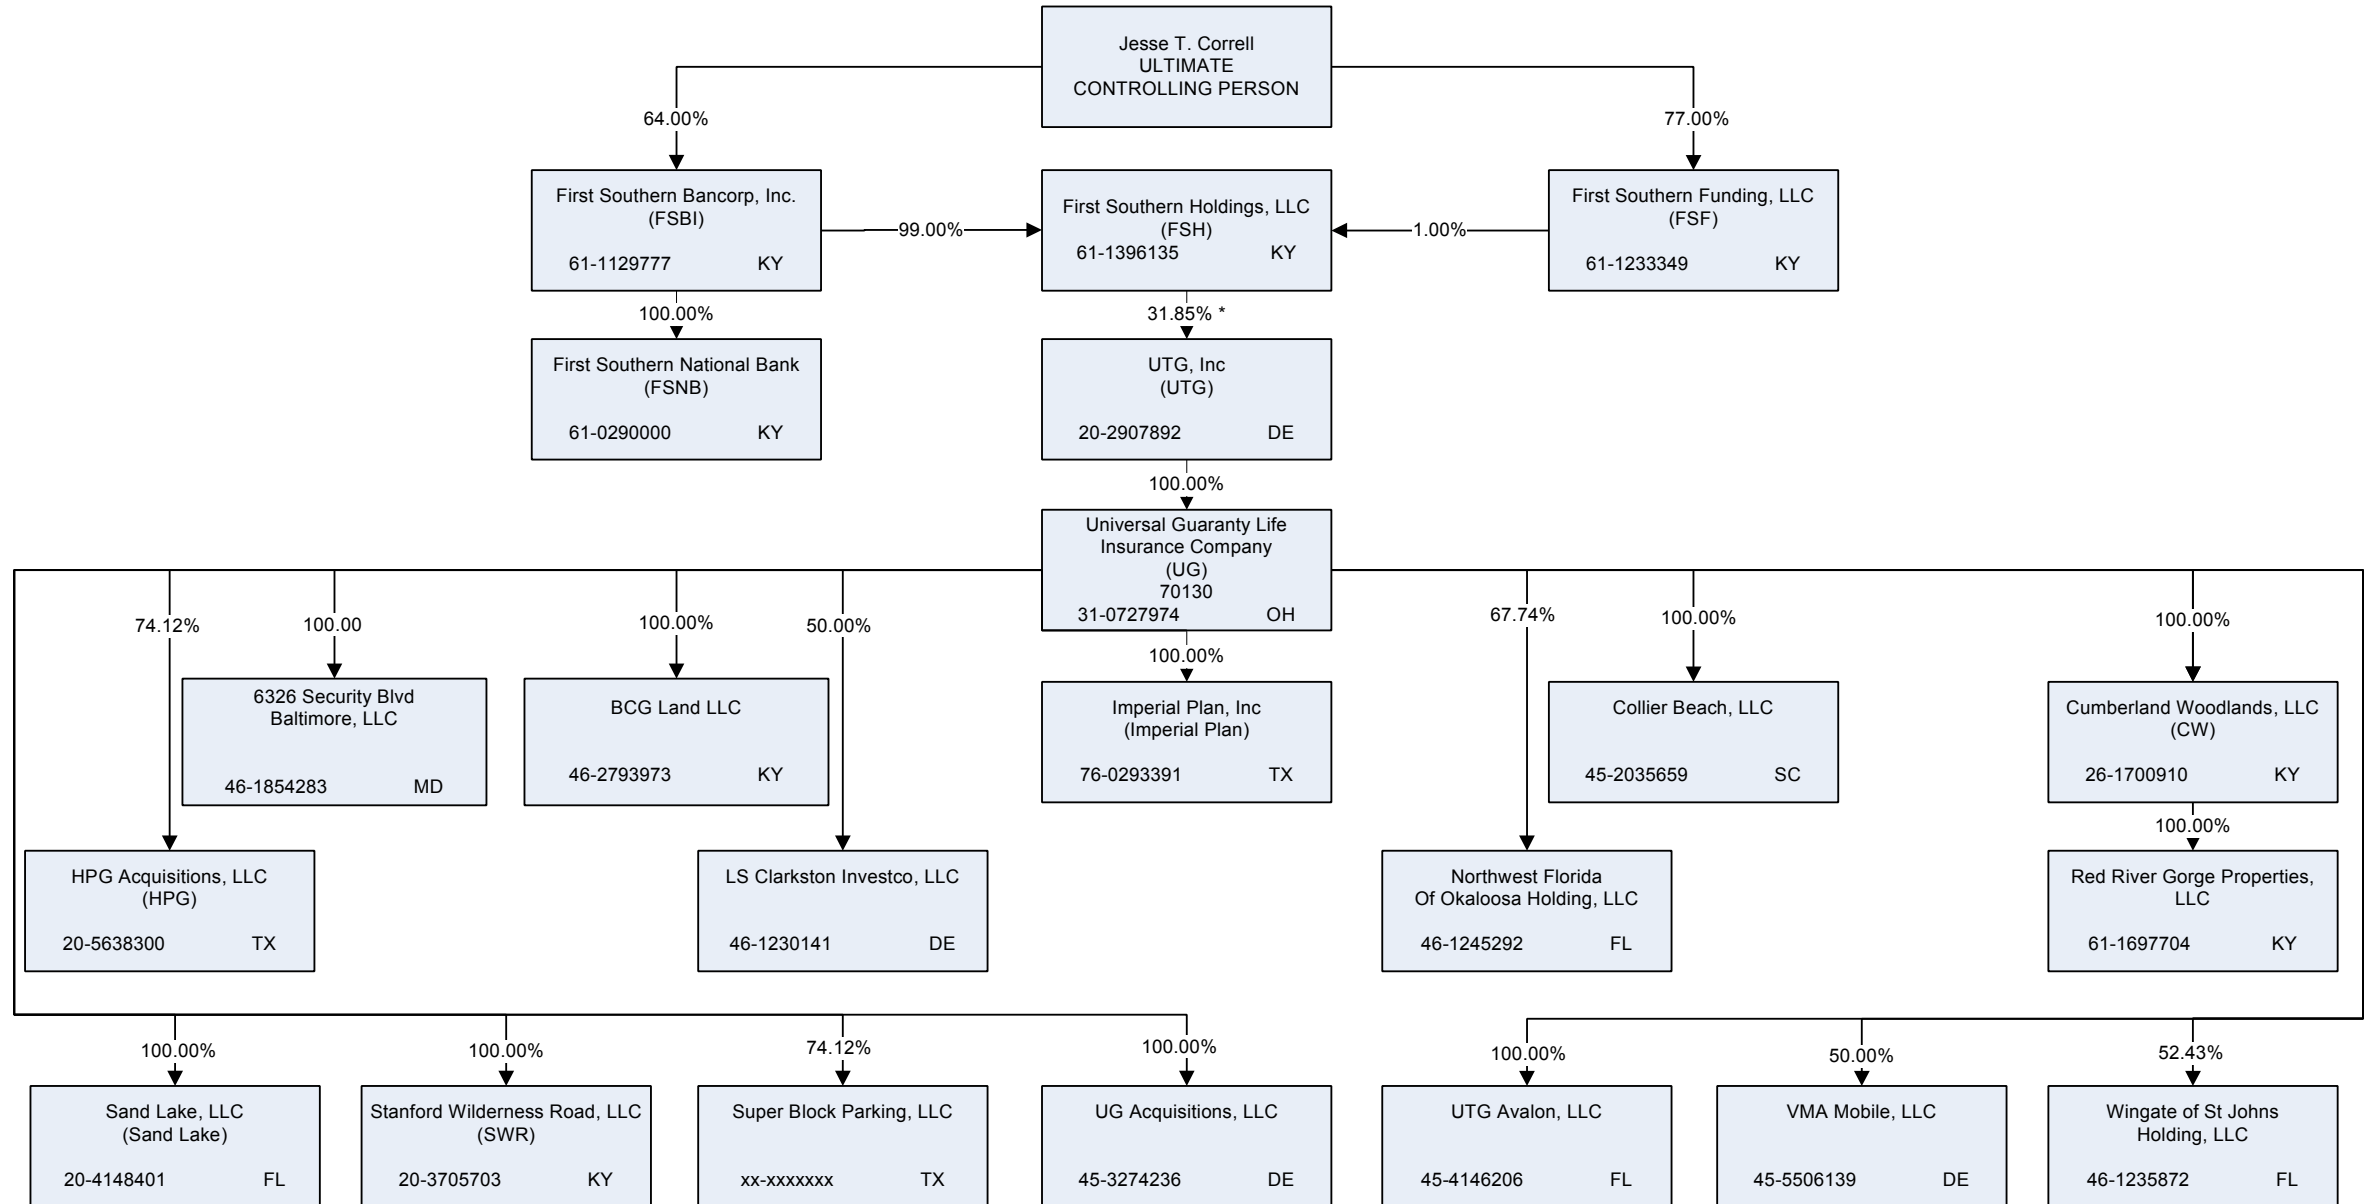 Jesse T. Correll
ULTIMATE
CONTROLLING PERSON
64.00%
77.00%
First Southern Bancorp, Inc.
(FSBI)
61-1129777 KY
99.00%
First Southern Holdings, LLC
(FSH)
61-1396135 KY
1.00%
First Southern Funding, LLC
(FSF)
61-1233349 KY
100.00%
31.85% *
First Southern National Bank
(FSNB)
61-0290000 KY
UTG, Inc
(UTG)
20-2907892 DE
100.00%
Universal Guaranty Life
Insurance Company
(UG)
70130
31-0727974 OH
74.12%
100.00
100.00%
50.00%
100.00%
67.74%
100.00%
100.00%
6326 Security Blvd
Baltimore, LLC
46-1854283 MD
BCG Land LLC
46-2793973 KY
Imperial Plan, Inc
(Imperial Plan)
76-0293391 TX
Collier Beach, LLC
45-2035659 SC
Cumberland Woodlands, LLC
(CW)
26-1700910 KY
100.00%
HPG Acquisitions, LLC
(HPG)
20-5638300 TX
LS Clarkston Investco, LLC
46-1230141 DE
Northwest Florida
Of Okaloosa Holding, LLC
46-1245292 FL
Red River Gorge Properties,
LLC
61-1697704 KY
100.00%
100.00%
74.12%
100.00%
100.00%
50.00%
52.43%
Sand Lake, LLC
(Sand Lake)
20-4148401 FL
Stanford Wilderness Road, LLC
(SWR)
20-3705703 KY
Super Block Parking, LLC
xx-xxxxxxx TX
UG Acquisitions, LLC
45-3274236 DE
UTG Avalon, LLC
45-4146206 FL
VMA Mobile, LLC
45-5506139 DE
Wingate of St Johns
Holding, LLC
46-1235872 FL